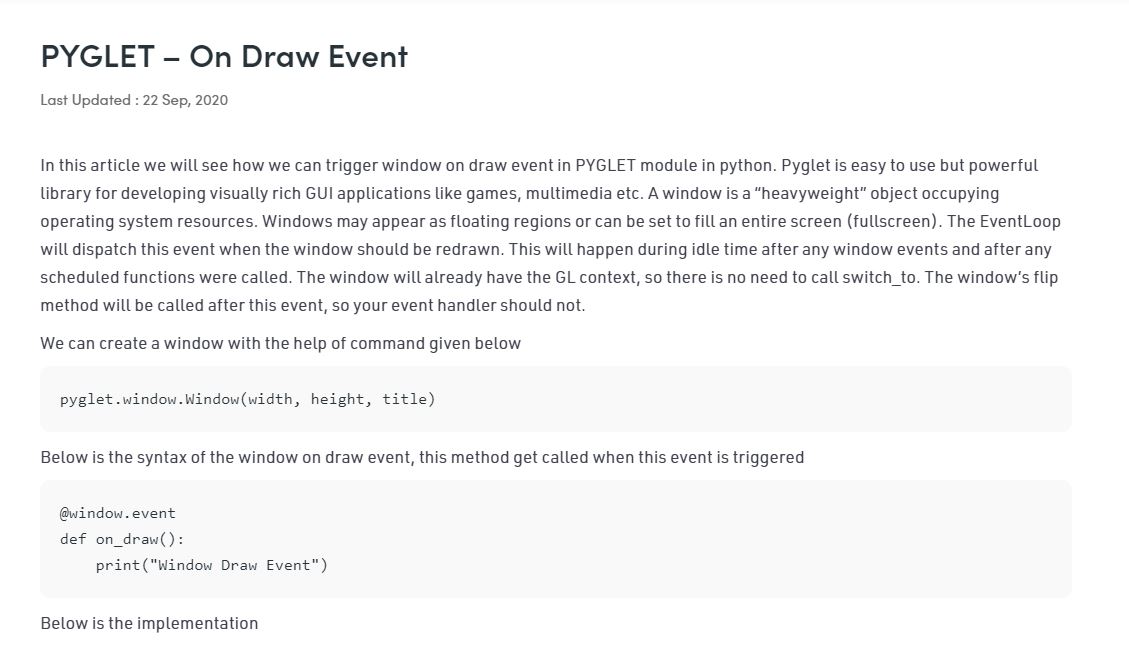 PYGLET – On Draw Event
Last Updated : 22 Sep, 2020
In this article we will see how we can trigger window on draw event in PYGLET module in python. Pyglet is easy to use but powerful
library for developing visually rich GUI applications like games, multimedia etc. A window is a “heavyweight” object occupying
operating system resources. Windows may appear as floating regions or can be set to fill an entire screen (fullscreen). The EventLoop
will dispatch this event when the window should be redrawn. This will happen during idle time after any window events and after any
scheduled functions were called. The window will already have the GL context, so there is no need to call switch_to. The window’s flip
method will be called after this event, so your event handler should not.
We can create a window with the help of command given below
pyglet.window.Window(width, height, title)
Below is the syntax of the window on draw event, this method get called when this event is triggered
@window.event
def on_draw():
    print("Window Draw Event")
Below is the implementation